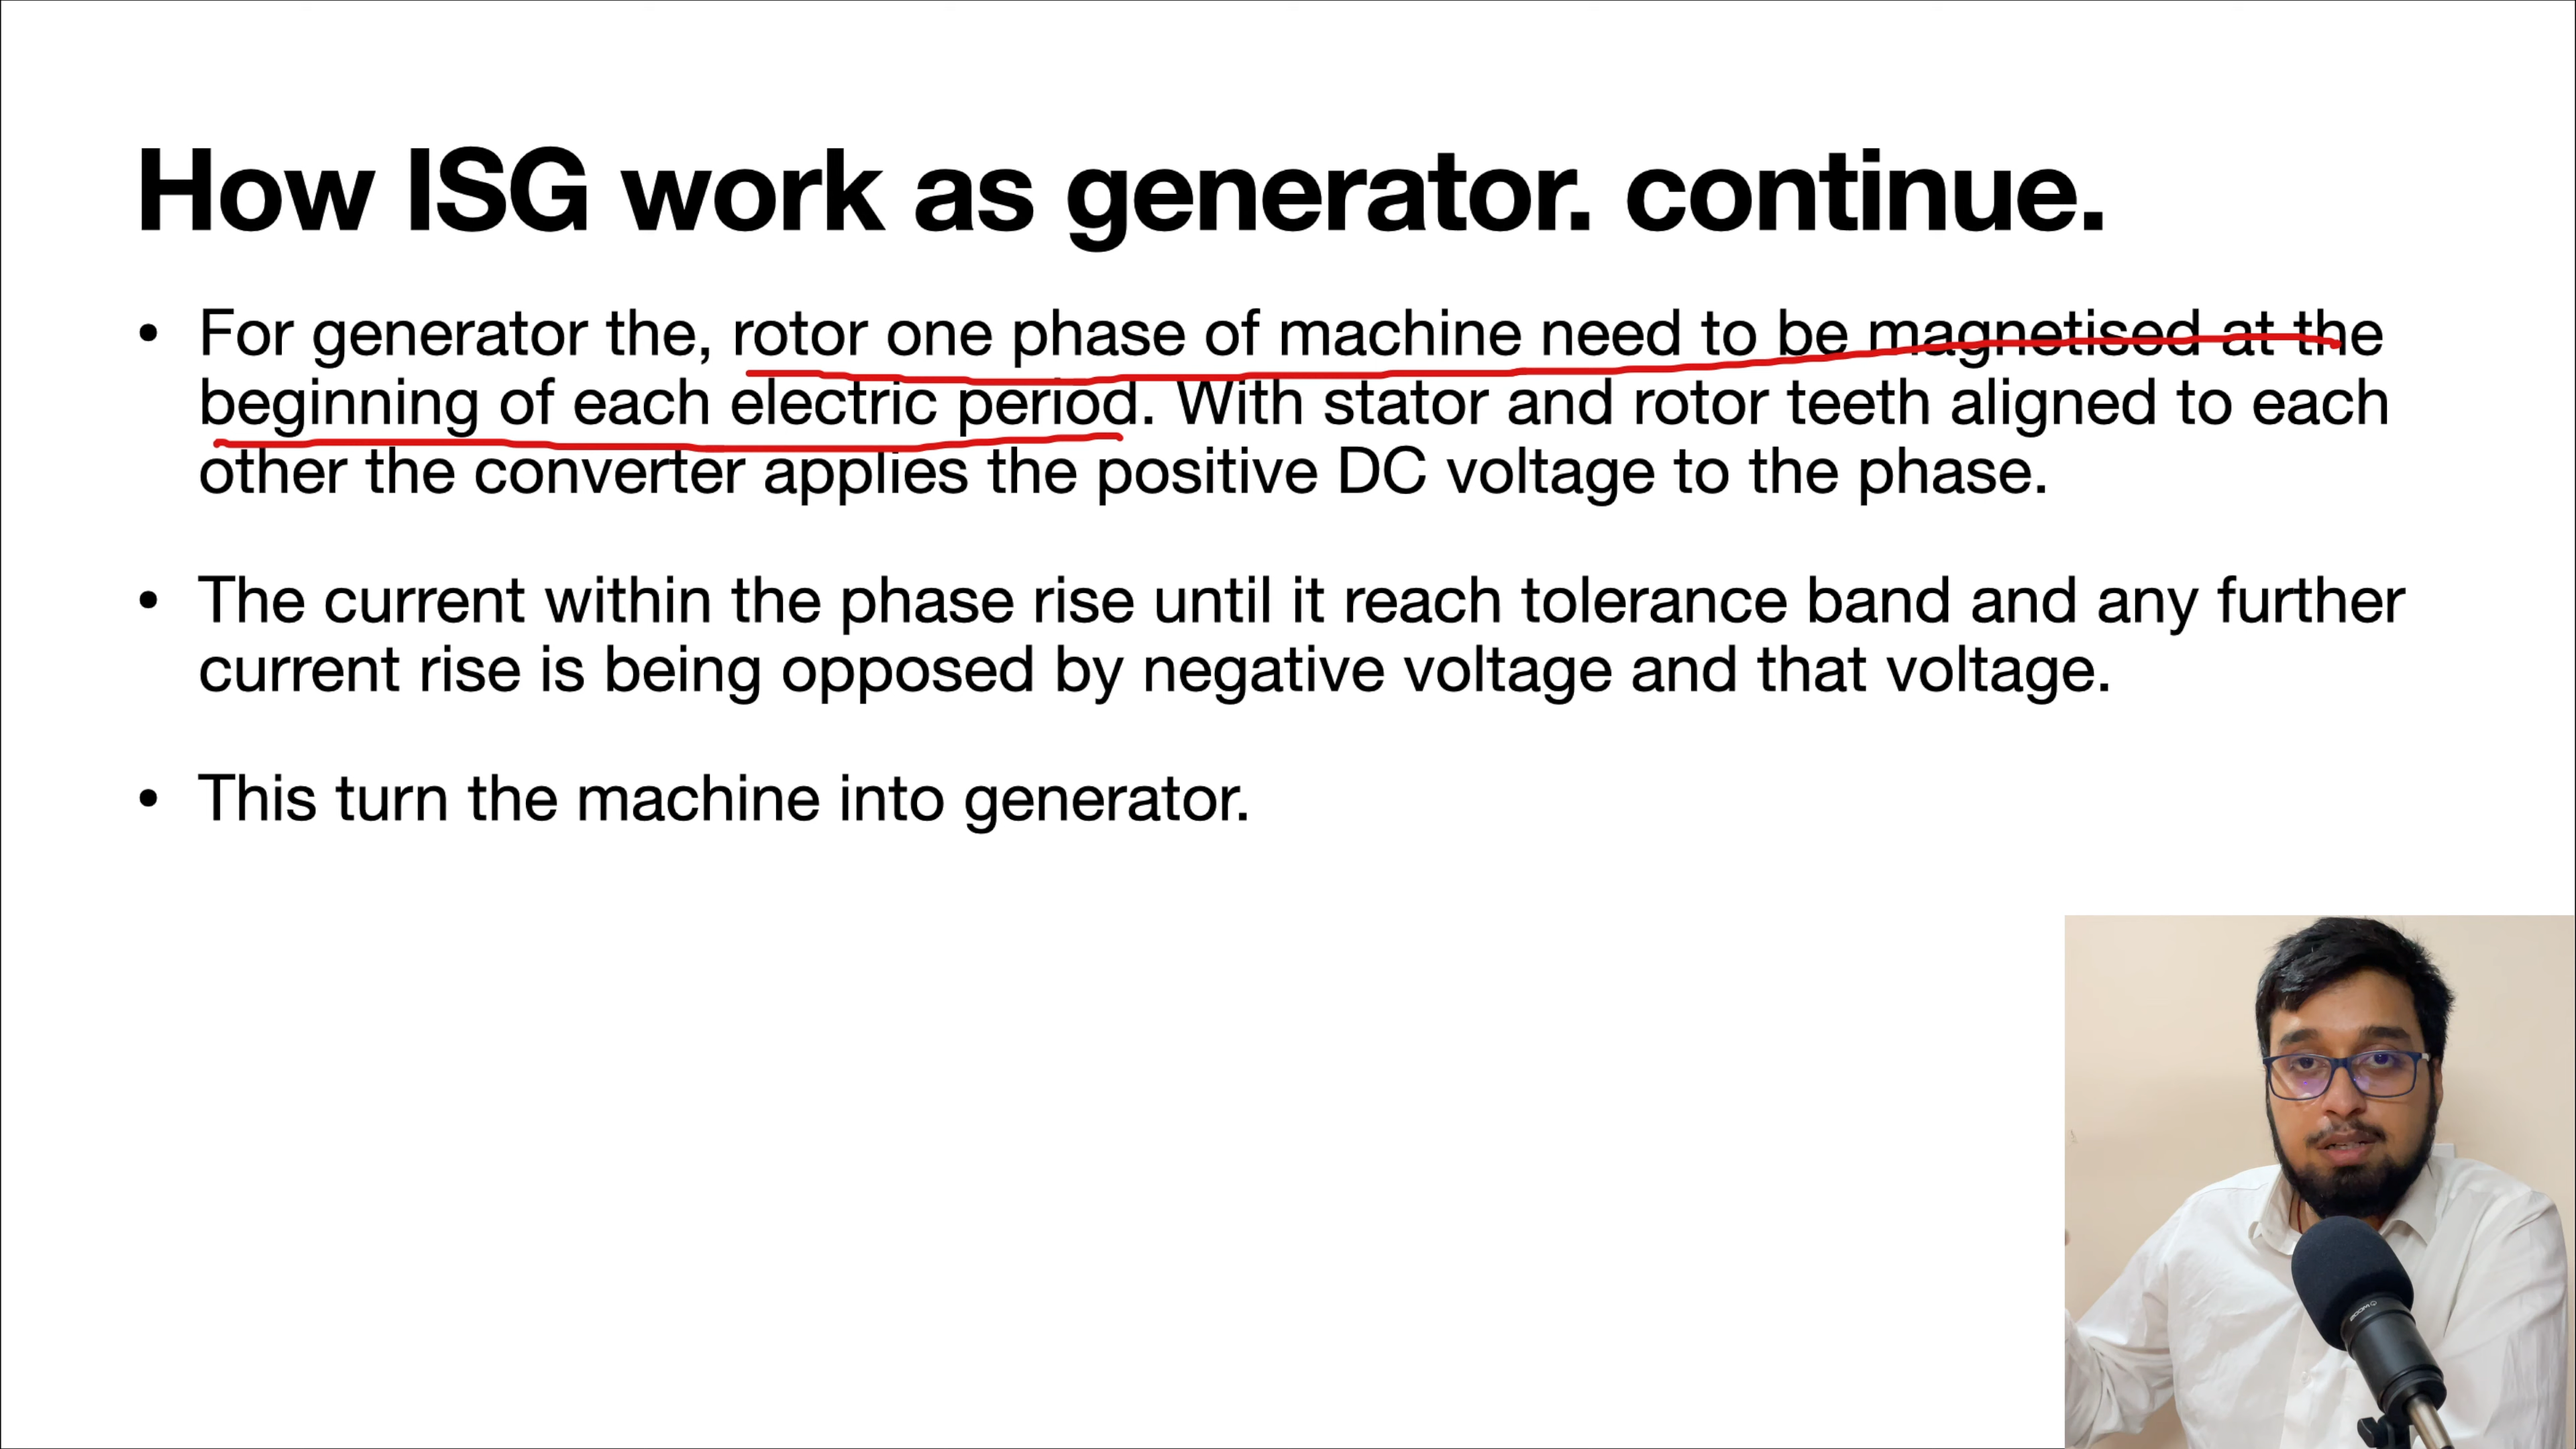 How ISG work as generator. continue.
• For generator the, rotor one phase of machine need to be magnetised at the
beginning of each electric period. With stator and rotor teeth aligned to each
other the converter applies the positive DC voltage to the phase.
• The current within the phase rise until it reach tolerance band and any further
current rise is being opposed by negative voltage and that voltage.
• This turn the machine into generator.